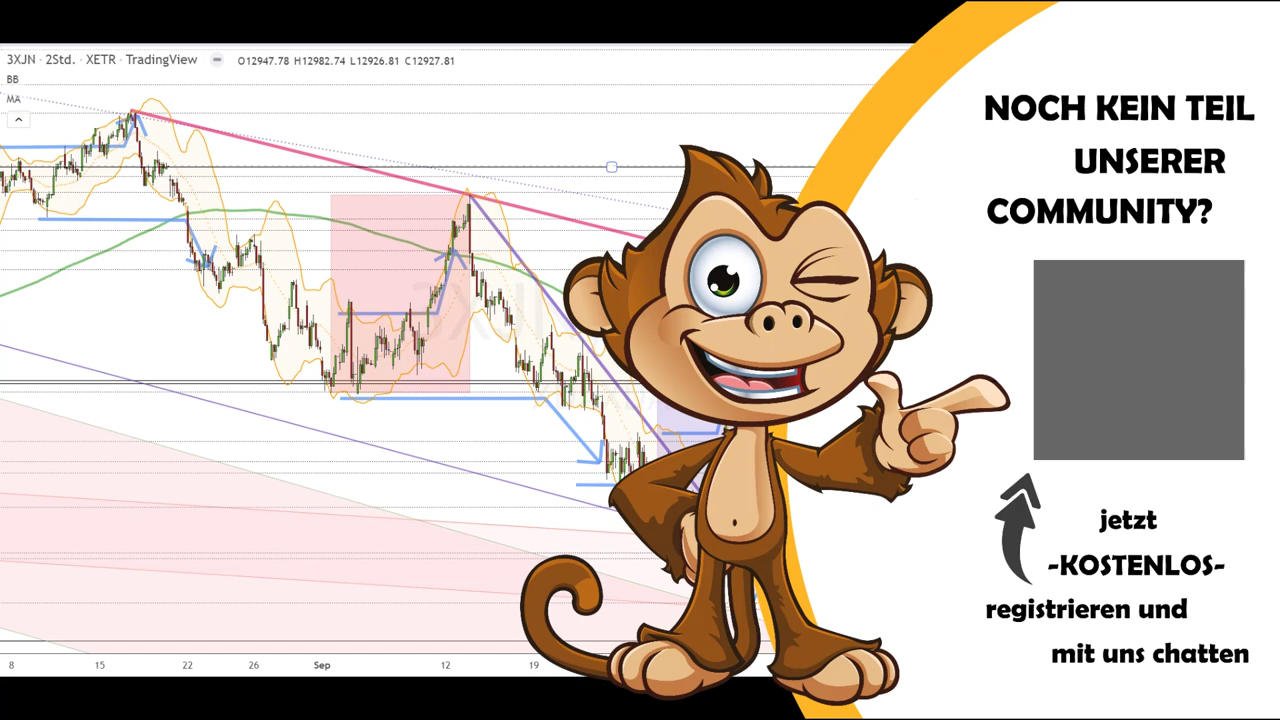 3XJN · 2Std. · XETR · TradingView O12947.78 H12982.74 L12926.81 C12927.81
BB
MA
NOCH KEIN TEIL
UNSERER
COMMUNITY?
jetzt
-KOSTENLOS-
registrieren und
mit uns chatten
8 15 22 26 Sep 12 19